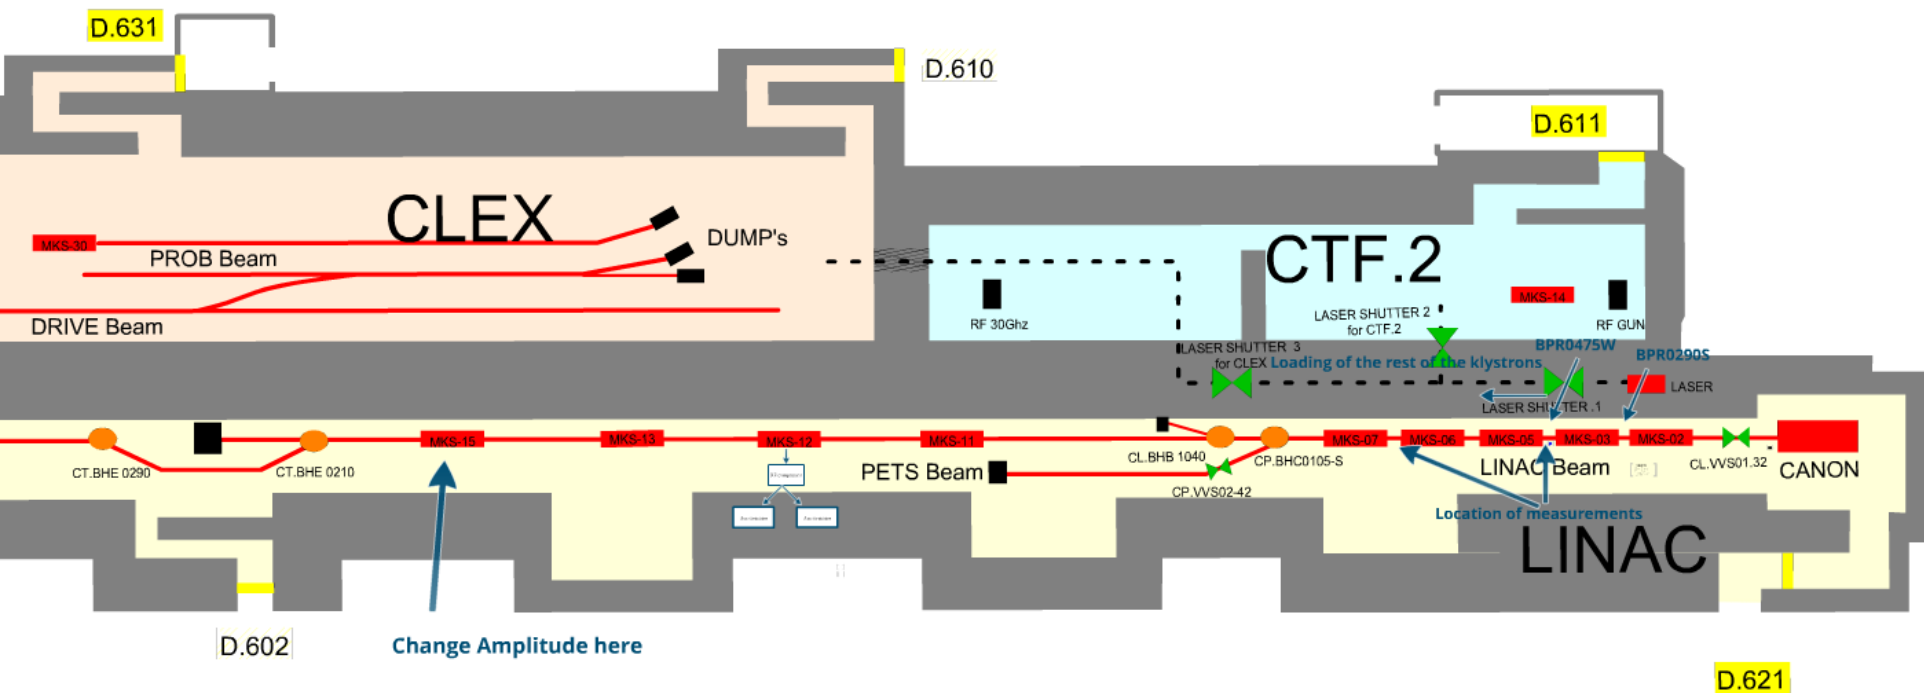 D.631
D.610
D.611
CLEX
DUMP's
MKS-30
PROB Beam
DRIVE Beam
CTF.2
RF 30Ghz
MKS-14
RF GUN
LASER SHUTTER 2
for CTF.2
LASER SHUTTER 3
for CLEX
Loading of the rest of the klystrons
BPR0475W
BPR0290S
LASER
LASER SHUTTER .1
CT.BHE 0290
CT.BHE 0210
MKS-15
MKS-13
MKS-12
MKS-11
PETS Beam
CL.BHB 1040
CP.BHC0105-S
CP.VVS02-42
MKS-07
MKS-06
MKS-05
MKS-03
MKS-02
LINAC Beam
CL.VVS01.32
CANON
Location of measurements
LINAC
D.602
Change Amplitude here
D.621